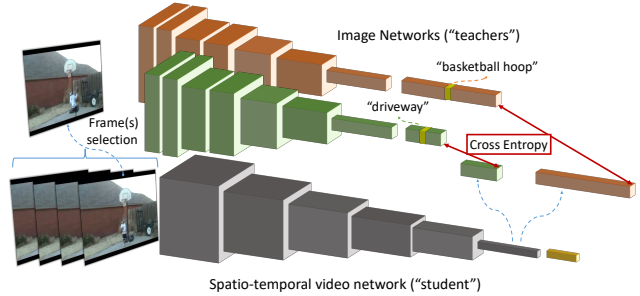 Image Networks (“teachers”)
“basketball hoop”
“driveway”
Frame(s)
selection
Cross Entropy
Spatio-temporal video network (“student”)